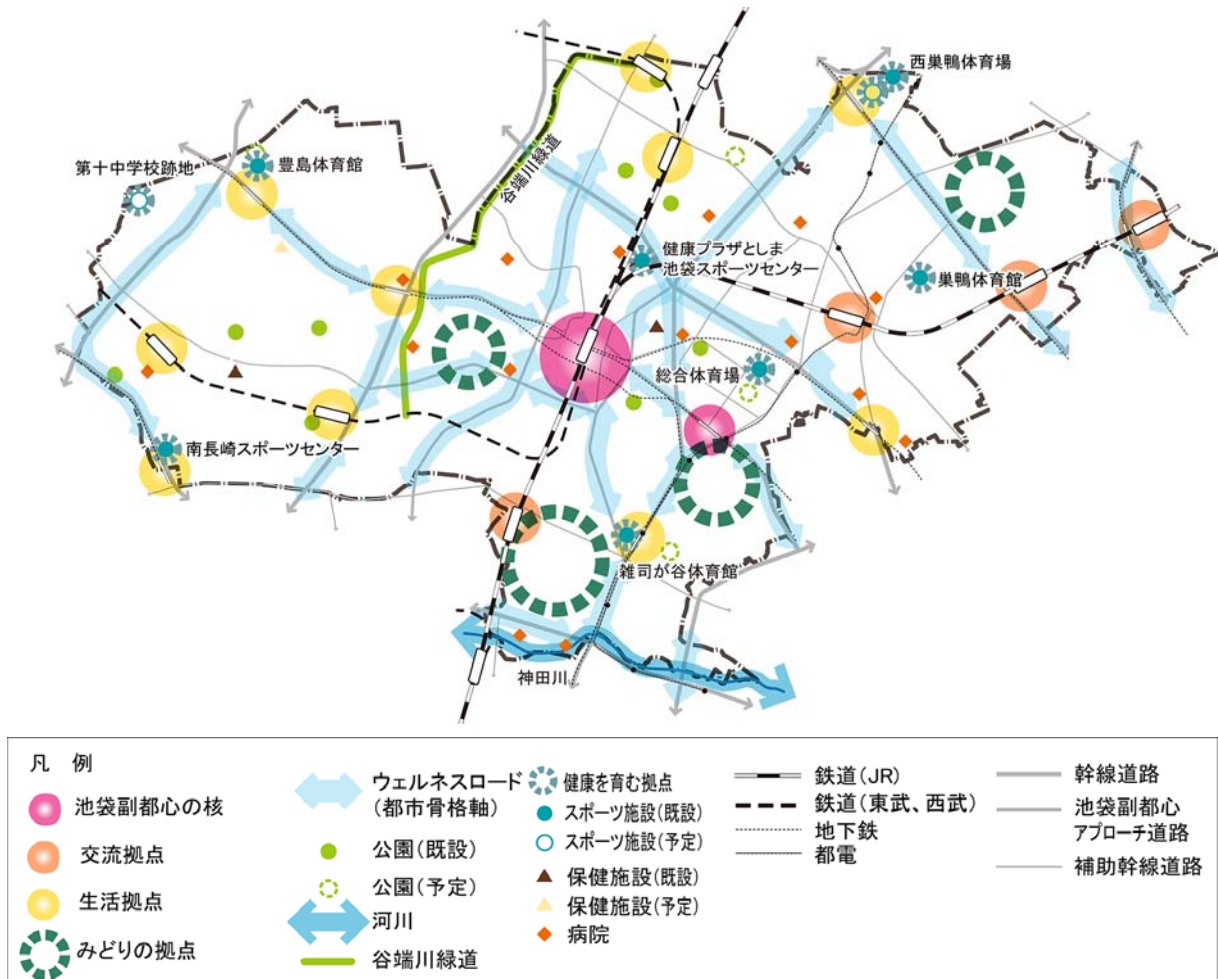 西巣鴨体育場
第十中学校跡地
豊島体育館
谷端川緑道
健康プラザとしま
池袋スポーツセンター
巣鴨体育館
総合体育場
南長崎スポーツセンター
雑司が谷体育館
神田川
凡 例
池袋副都心の核
交流拠点
生活拠点
みどりの拠点
ウェルネスロード
(都市骨格軸)
公園(既設)
公園(予定)
河川
谷端川緑道
健康を育む拠点
スポーツ施設(既設)
スポーツ施設(予定)
保健施設(既設)
保健施設(予定)
病院
鉄道(JR)
鉄道(東武、西武)
地下鉄
都電
幹線道路
池袋副都心
アプローチ道路
補助幹線道路